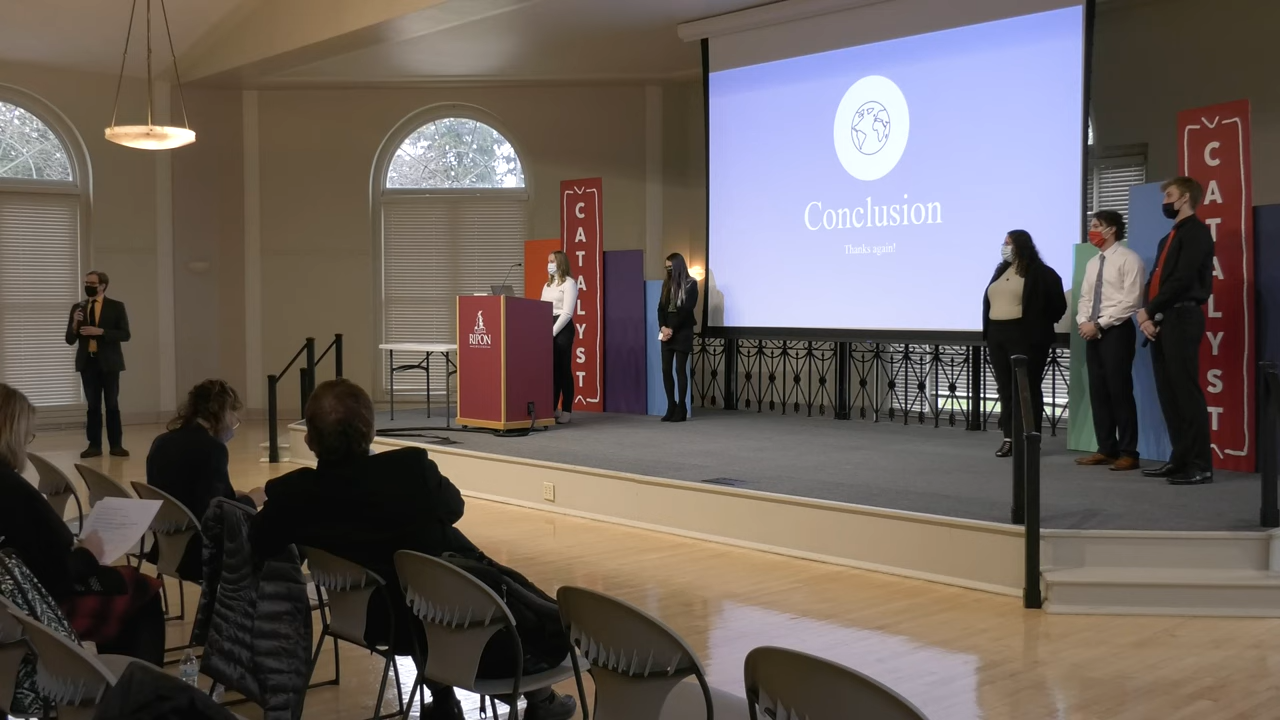 Conclusion
Thanks again!
CATALYST
CATALYST
RIPON